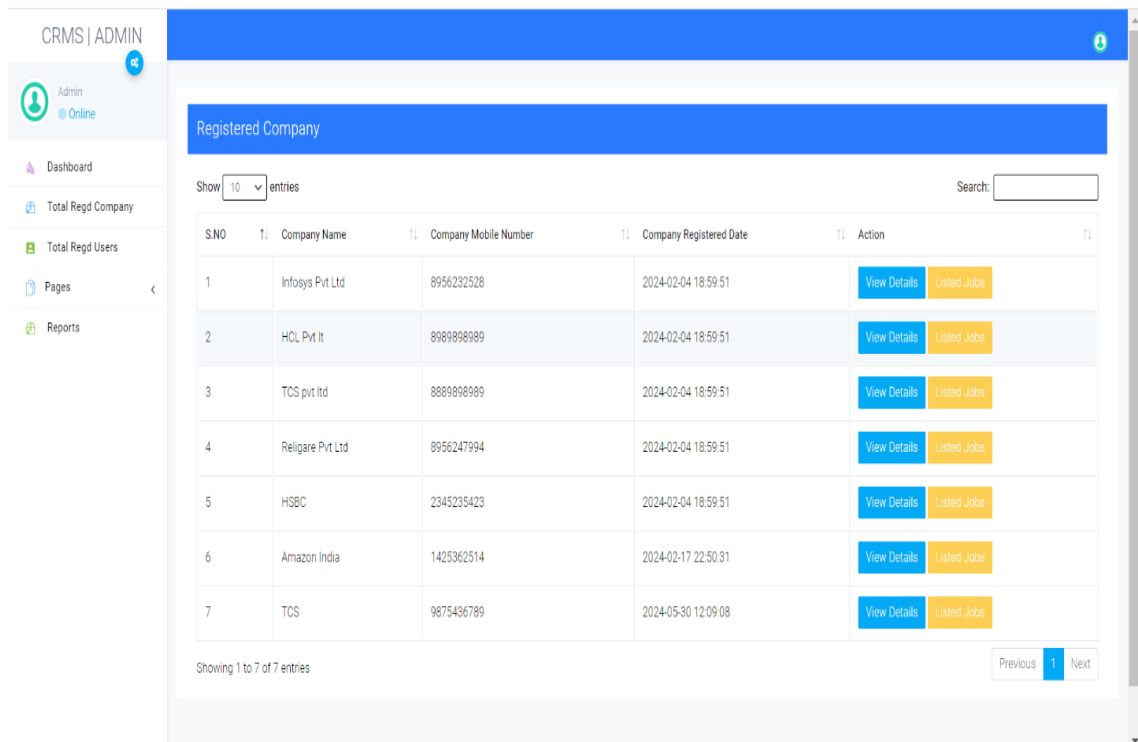 CRMS | ADMIN
Admin
Online
Dashboard
Total Regd Company
Total Regd Users
Pages
Reports
Registered Company
Show 10 entries
Search:
S.NO Company Name Company Mobile Number Company Registered Date Action
1 Infosys Pvt Ltd 8956232528 2024-02-04 18:59:51 View Details Listed Jobs
2 HCL Pvt lt 8989898989 2024-02-04 18:59:51 View Details Listed Jobs
3 TCS pvt ltd 8889898989 2024-02-04 18:59:51 View Details Listed Jobs
4 Religare Pvt Ltd 8956247994 2024-02-04 18:59:51 View Details Listed Jobs
5 HSBC 2345235423 2024-02-04 18:59:51 View Details Listed Jobs
6 Amazon India 1425362514 2024-02-17 22:50:31 View Details Listed Jobs
7 TCS 9875436789 2024-05-30 12:09:08 View Details Listed Jobs
Showing 1 to 7 of 7 entries
Previous 1 Next